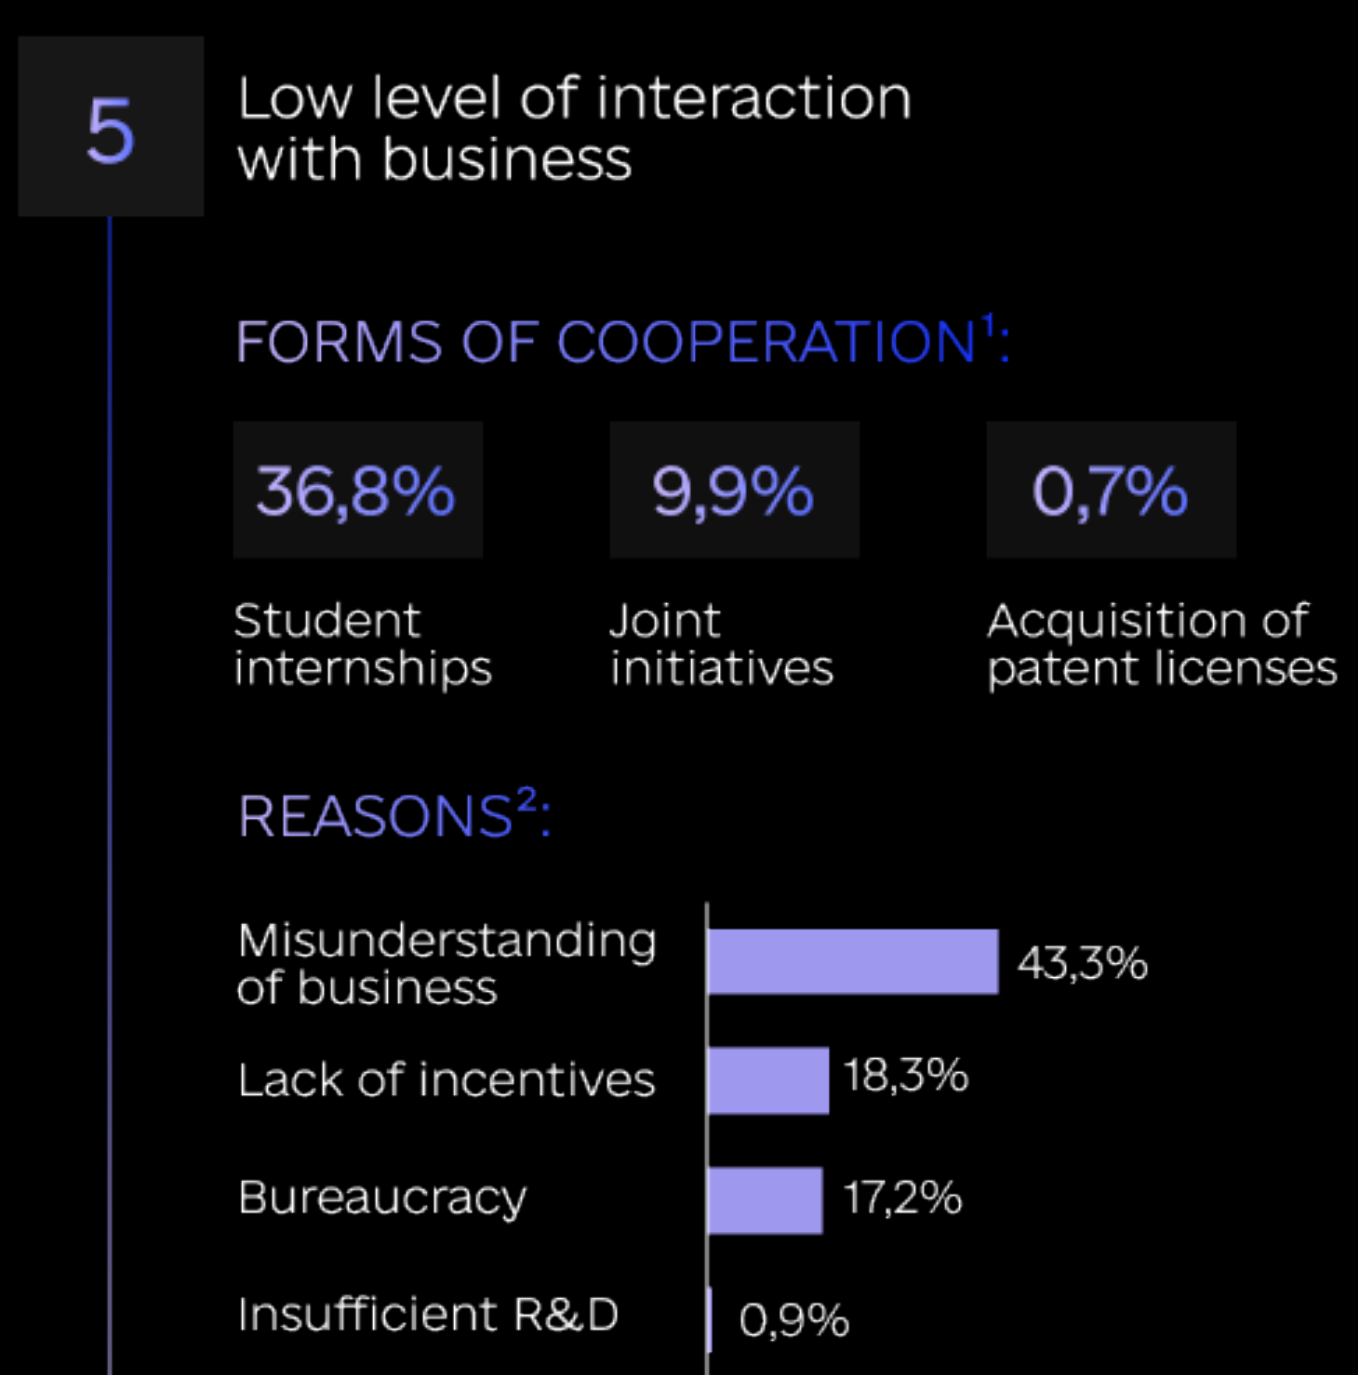 5
Low level of interaction
with business
FORMS OF COOPERATION¹:
36,8%
9,9%
0,7%
Student
internships
Joint
initiatives
Acquisition of
patent licenses
REASONS²:
Misunderstanding
of business
43,3%
Lack of incentives
18,3%
Bureaucracy
17,2%
Insufficient R&D
0,9%